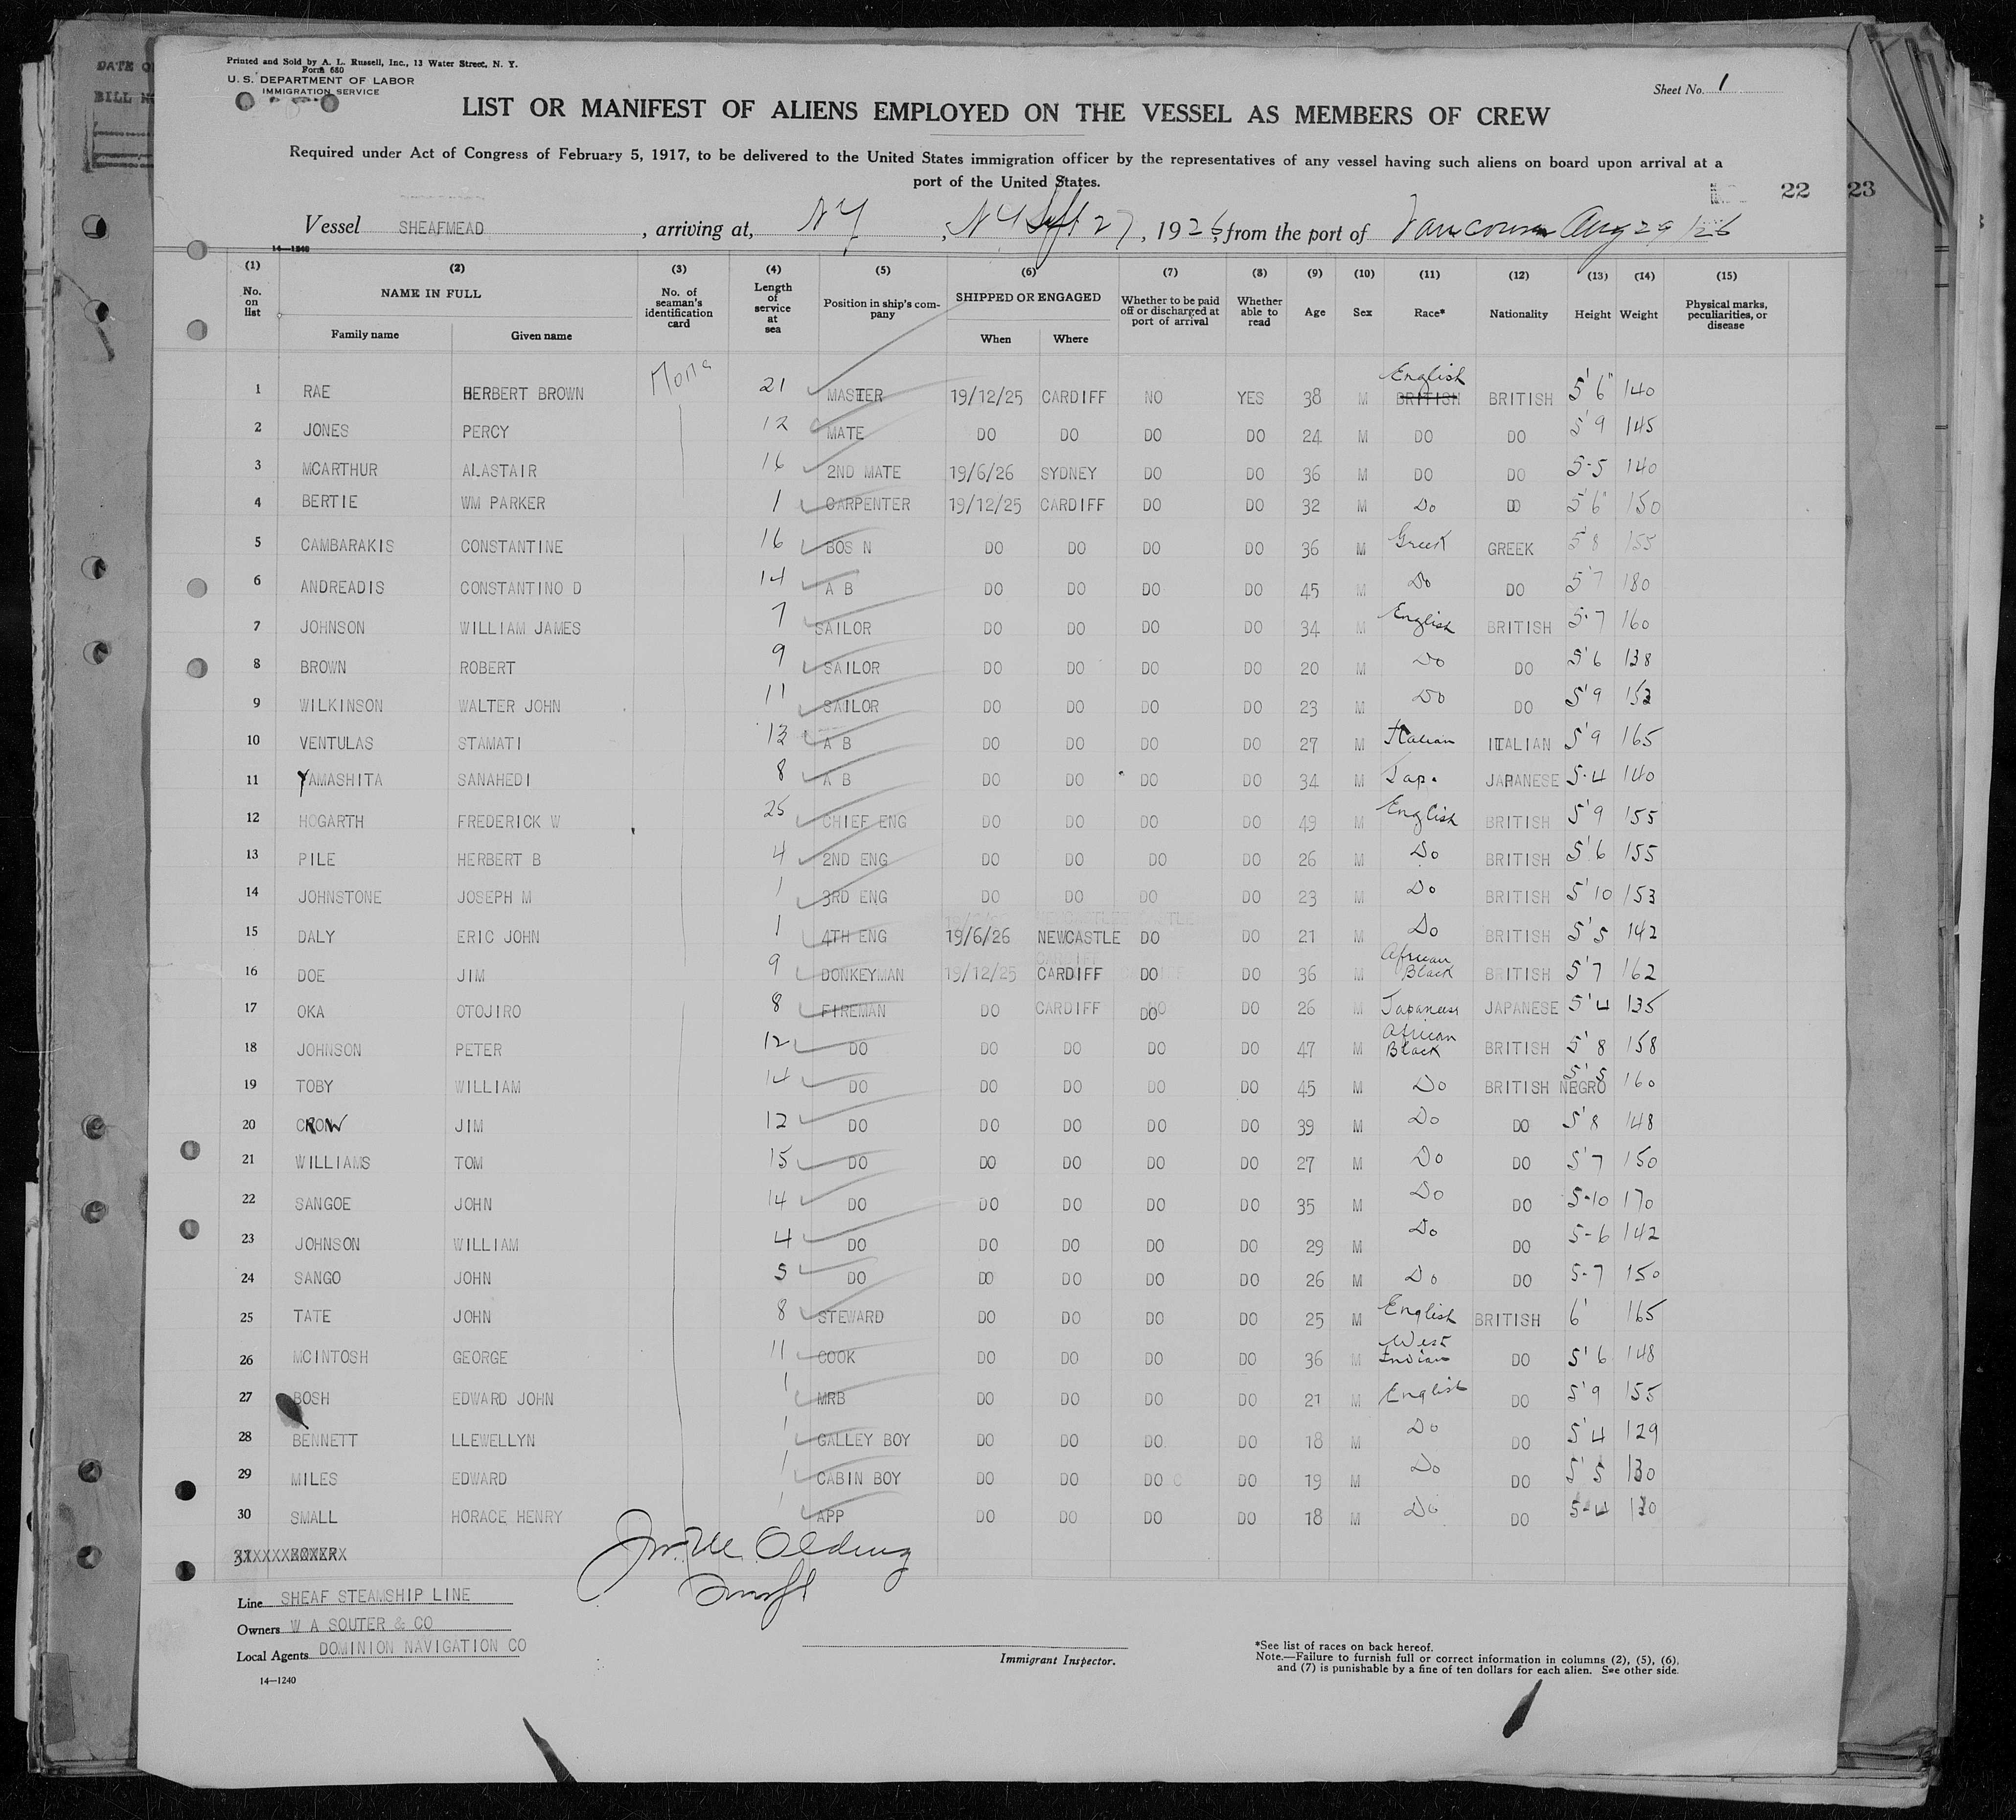 DATE O
BILL NO
Printed and Sold by A. L. Russell, Inc., 13 Water Street, N. Y.
Form 680
U. S. DEPARTMENT OF LABOR
IMMIGRATION SERVICE
Sheet No. 1
LIST OR MANIFEST OF ALIENS EMPLOYED ON THE VESSEL AS MEMBERS OF CREW
Required under Act of Congress of February 5, 1917, to be delivered to the United States immigration officer by the representatives of any vessel having such aliens on board upon arrival at a
port of the United States.
22 23
Vessel SHEAFMEAD, arriving at, NY, NY Sept 27, 1926, from the port of Vancouver Aug 29/26
14—1240
(1) (2) (3) (4) (5) (6) (7) (8) (9) (10) (11) (12) (13) (14) (15)
No. on list NAME IN FULL Family name Given name No. of seaman's identification card Length of service at sea Position in ship's company SHIPPED OR ENGAGED When Where Whether to be paid off or discharged at port of arrival Whether able to read Age Sex Race* Nationality Height Weight Physical marks, peculiarities, or disease
1 RAE HERBERT BROWN 21 MASTER 19/12/25 CARDIFF NO YES 38 M English BRITISH BRITISH 5'6" 140
2 JONES PERCY 12 MATE DO DO DO DO 24 M DO DO 5'9 145
3 MCARTHUR ALASTAIR 16 2ND MATE 19/6/26 SYDNEY DO DO 36 M DO DO 5-5 140
4 BERTIE WM PARKER 1 CARPENTER 19/12/25 CARDIFF DO DO 32 M Do DO 5'6" 150
5 CAMBARAKIS CONSTANTINE 16 BOS N DO DO DO DO 36 M Greek GREEK 5'8 155
6 ANDREADIS CONSTANTINO D 14 A B DO DO DO DO 45 M Do DO 5'7 180
7 JOHNSON WILLIAM JAMES 7 SAILOR DO DO DO DO 34 M English BRITISH 5-7 160
8 BROWN ROBERT 9 SAILOR DO DO DO DO 20 M Do DO 5'6 138
9 WILKINSON WALTER JOHN 11 SAILOR DO DO DO DO 23 M Do DO 5'9 153
10 VENTULAS STAMATI 13 A B DO DO DO DO 27 M Italian ITALIAN 5'9 165
11 YAMASHITA SANAHEDI 8 A B DO DO DO DO 34 M Jap. JAPANESE 5-4 140
12 HOGARTH FREDERICK W 25 CHIEF ENG DO DO DO DO 49 M English BRITISH 5'9 155
13 PILE HERBERT B 4 2ND ENG DO DO DO DO 26 M Do BRITISH 5'6 155
14 JOHNSTONE JOSEPH M 1 3RD ENG DO DO DO DO 23 M Do BRITISH 5'10 153
15 DALY ERIC JOHN 1 4TH ENG 19/6/26 NEWCASTLE DO DO 21 M Do BRITISH 5'5 142
16 DOE JIM 9 DONKEYMAN 19/12/25 CARDIFF DO DO 36 M African Black BRITISH 5'7 162
17 OKA OTOJIRO 8 FIREMAN DO CARDIFF DO DO 26 M Japanese JAPANESE 5'4 135
18 JOHNSON PETER 12 DO DO DO DO DO 47 M African Black BRITISH 5'8 158
19 TOBY WILLIAM 14 DO DO DO DO DO 45 M Do BRITISH NEGRO 5'5 160
20 CROW JIM 12 DO DO DO DO DO 39 M Do DO 5'8 148
21 WILLIAMS TOM 15 DO DO DO DO DO 27 M Do DO 5'7 150
22 SANGOE JOHN 14 DO DO DO DO DO 35 M Do DO 5-10 170
23 JOHNSON WILLIAM 4 DO DO DO DO DO 29 M Do DO 5-6 142
24 SANGO JOHN 5 DO DO DO DO DO 26 M Do DO 5-7 150
25 TATE JOHN 8 STEWARD DO DO DO DO 25 M English BRITISH 6' 165
26 MCINTOSH GEORGE 11 COOK DO DO DO DO 36 M West Indian DO 5'6 148
27 BOSH EDWARD JOHN 1 MRB DO DO DO DO 21 M English DO 5'9 155
28 BENNETT LLEWELLYN 1 GALLEY BOY DO DO DO DO 18 M Do DO 5'4 129
29 MILES EDWARD 1 CABIN BOY DO DO DO DO 19 M Do DO 5'5 130
30 SMALL HORACE HENRY 1 APP DO DO DO DO 18 M Do DO 5-4 130
31
Line SHEAF STEAMSHIP LINE
Owners W A SOUTER & CO
Local Agents DOMINION NAVIGATION CO
14—1240
Immigrant Inspector.
*See list of races on back hereof.
Note.—Failure to furnish full or correct information in columns (2), (5), (6),
and (7) is punishable by a fine of ten dollars for each alien. See other side.